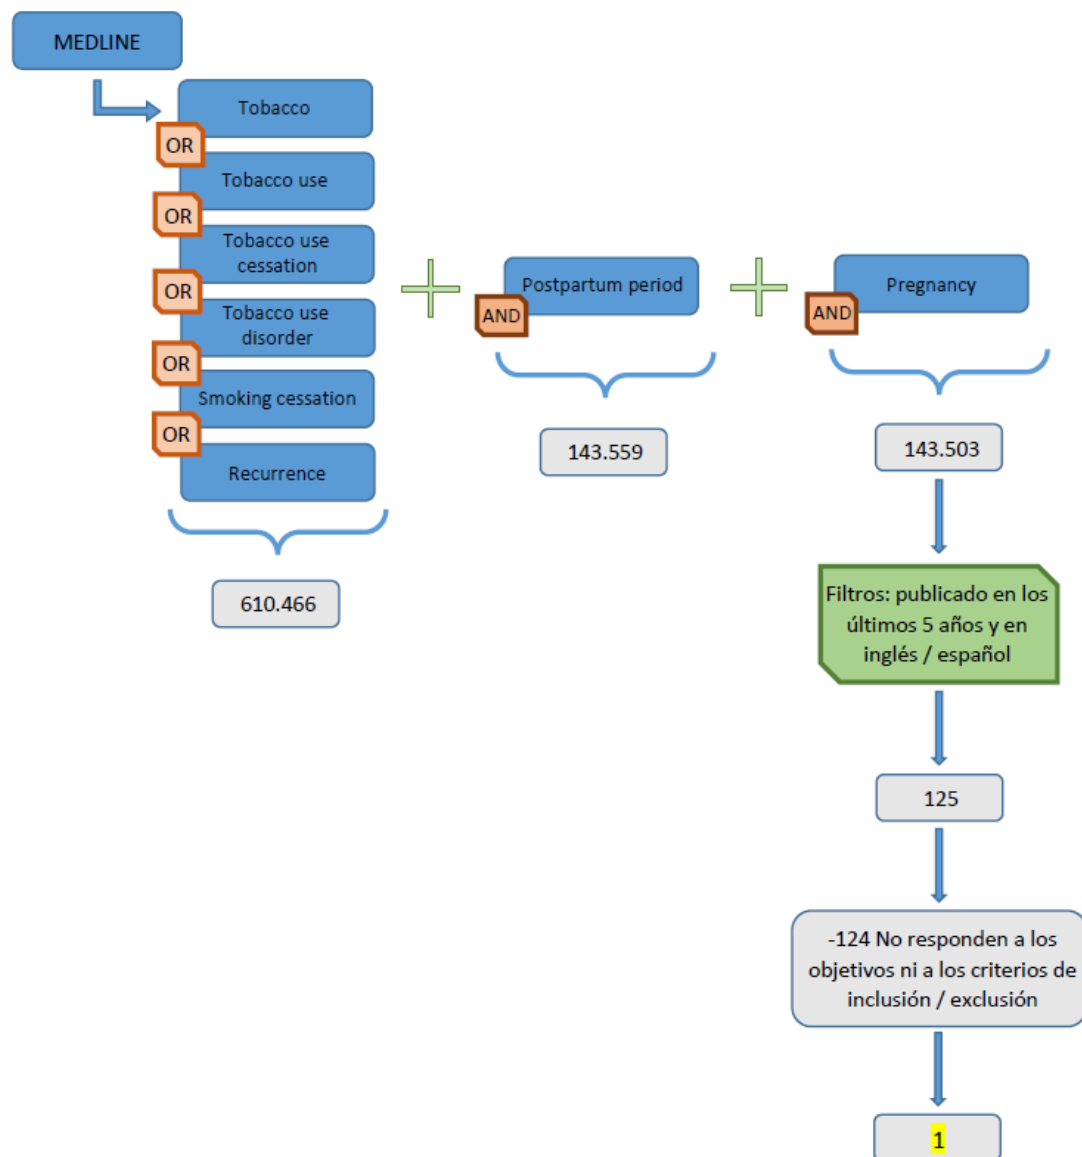 MEDLINE
Tobacco
OR
Tobacco use
OR
Tobacco use
cessation
OR
Tobacco use
disorder
OR
Smoking cessation
OR
Recurrence
610.466
Postpartum period
AND
143.559
Pregnancy
AND
143.503
Filtros: publicado en los
últimos 5 años y en
inglés / español
125
-124 No responden a los
objetivos ni a los criterios de
inclusión / exclusión
1